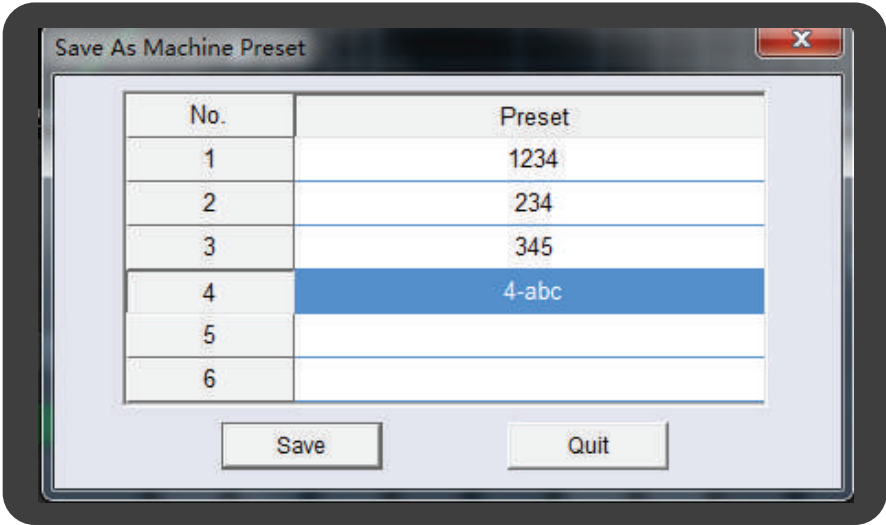 Save As Machine Preset
No. Preset
1 1234
2 234
3 345
4 4-abc
5
6
Save Quit